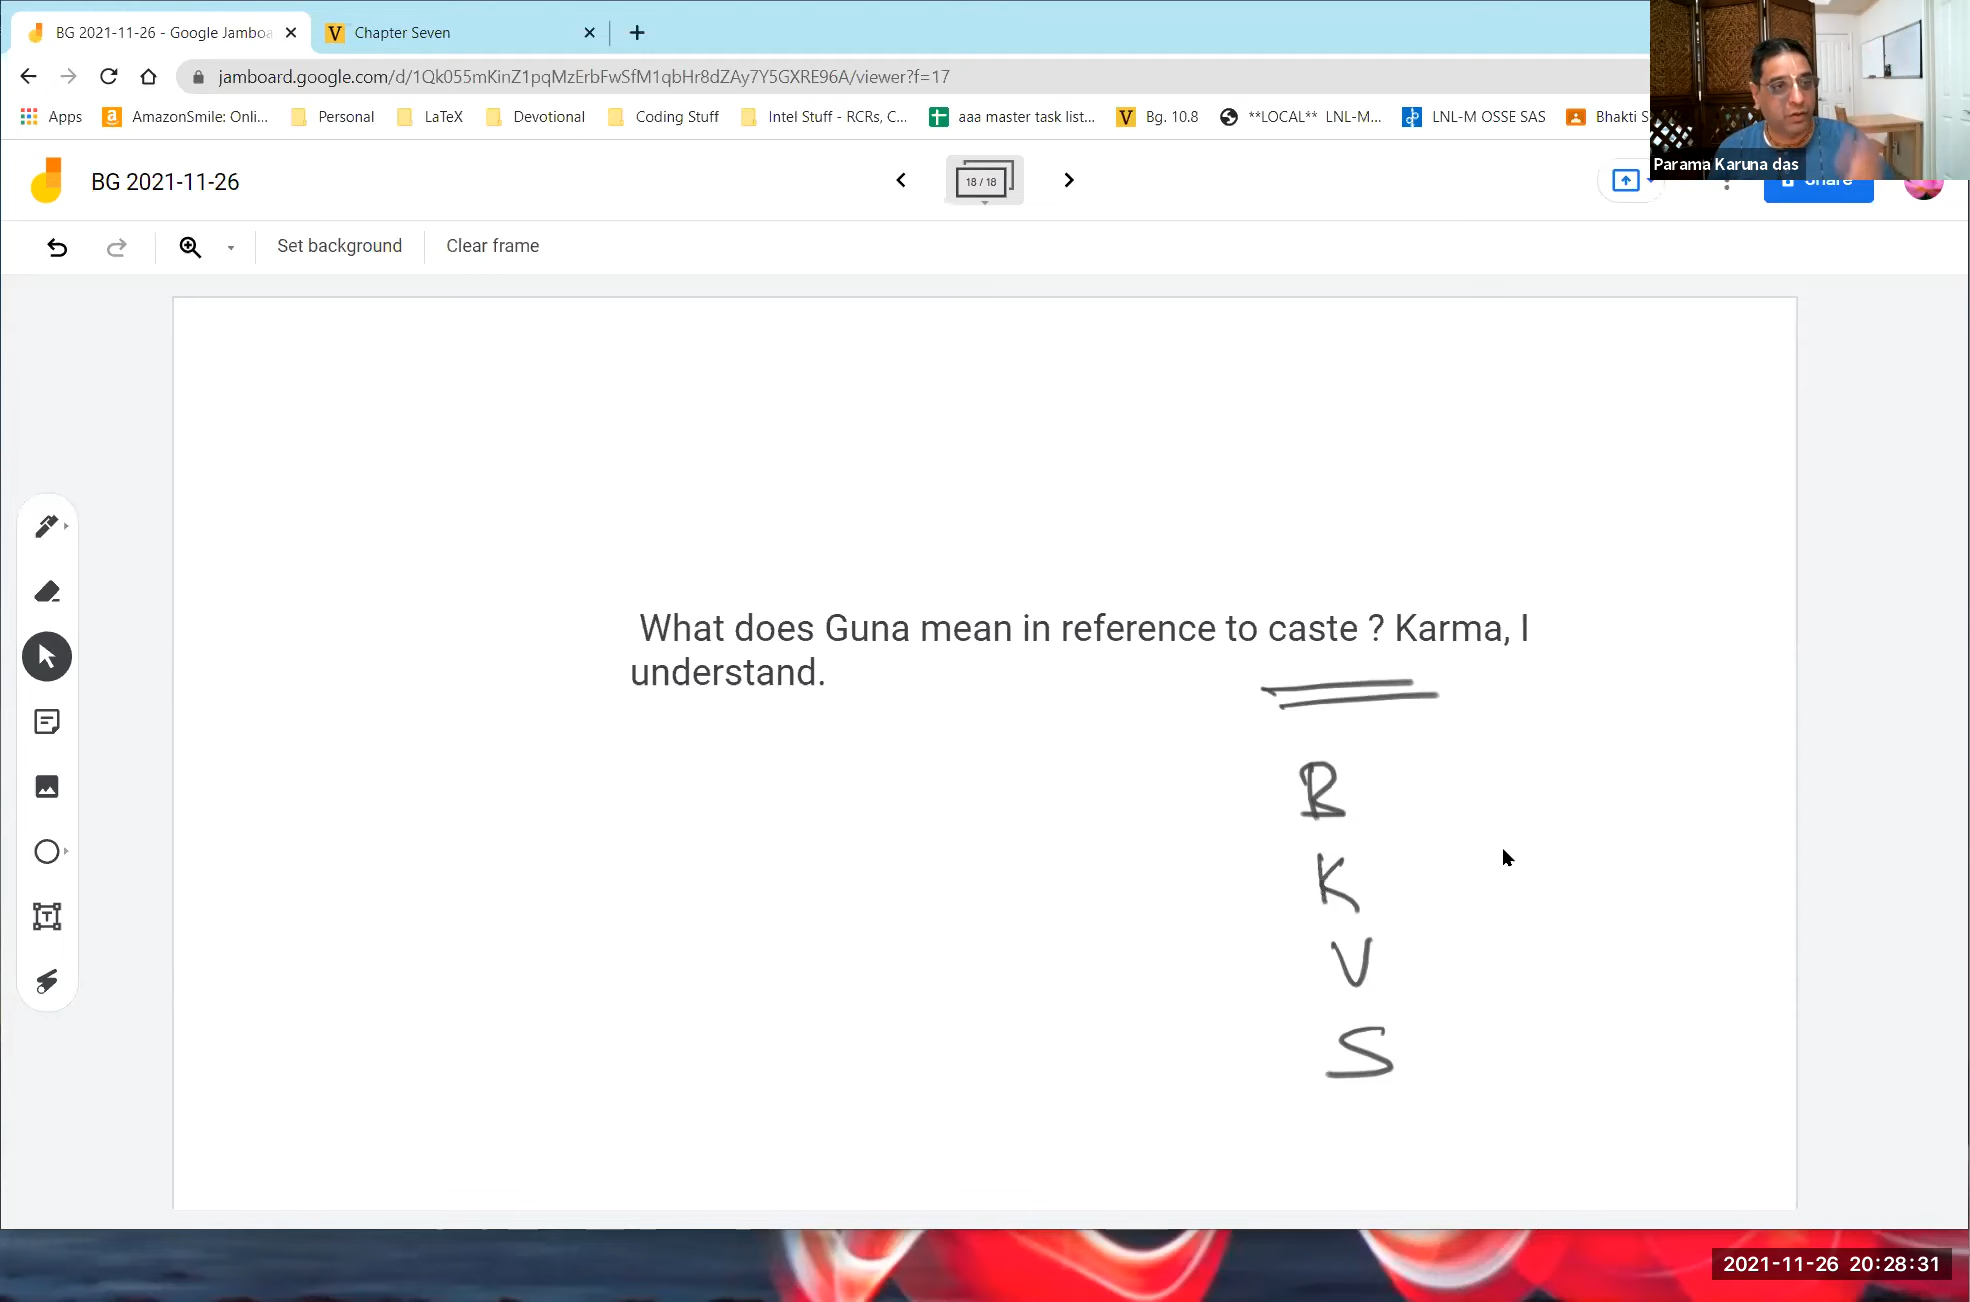 BG 2021-11-26 - Google Jamboa
Chapter Seven
jamboard.google.com/d/1Qk055mKinZ1pqMzErbFwSfM1qbHr8dZAy7Y5GXRE96A/viewer?f=17
Apps AmazonSmile: Onli... Personal LaTeX Devotional Coding Stuff Intel Stuff - RCRs, C... aaa master task list... V Bg. 10.8 **LOCAL** LNL-M... LNL-M OSSE SAS Bhakti S
Parama Karuna das
BG 2021-11-26
18 / 18
Share
Set background
Clear frame
What does Guna mean in reference to caste ? Karma, I
understand.
B
K
V
S
2021-11-26 20:28:31